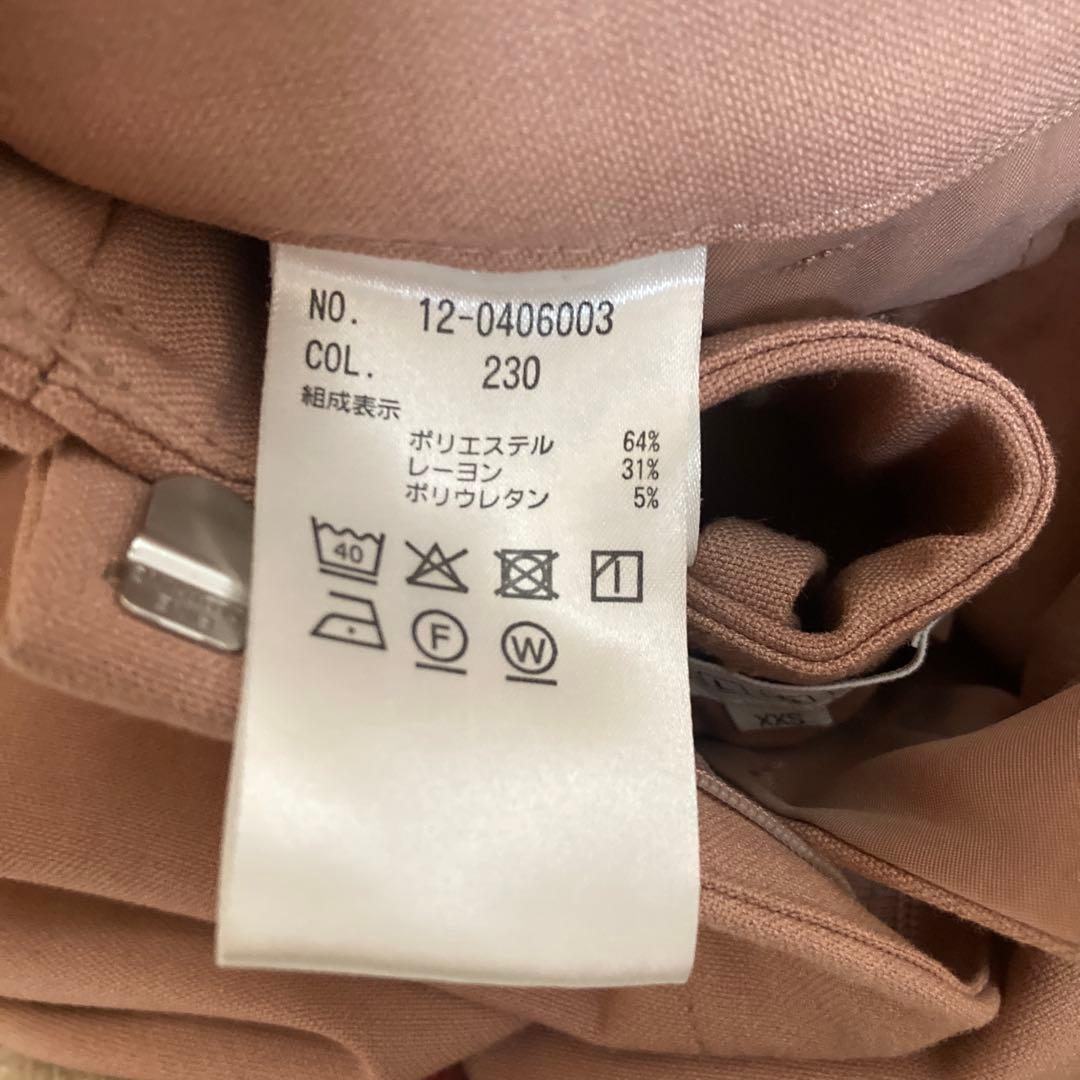 NO. 12-0406003
COL. 230
組成表示
ポリエステル 64%
レーヨン 31%
ポリウレタン 5%
40
F
W
XXS